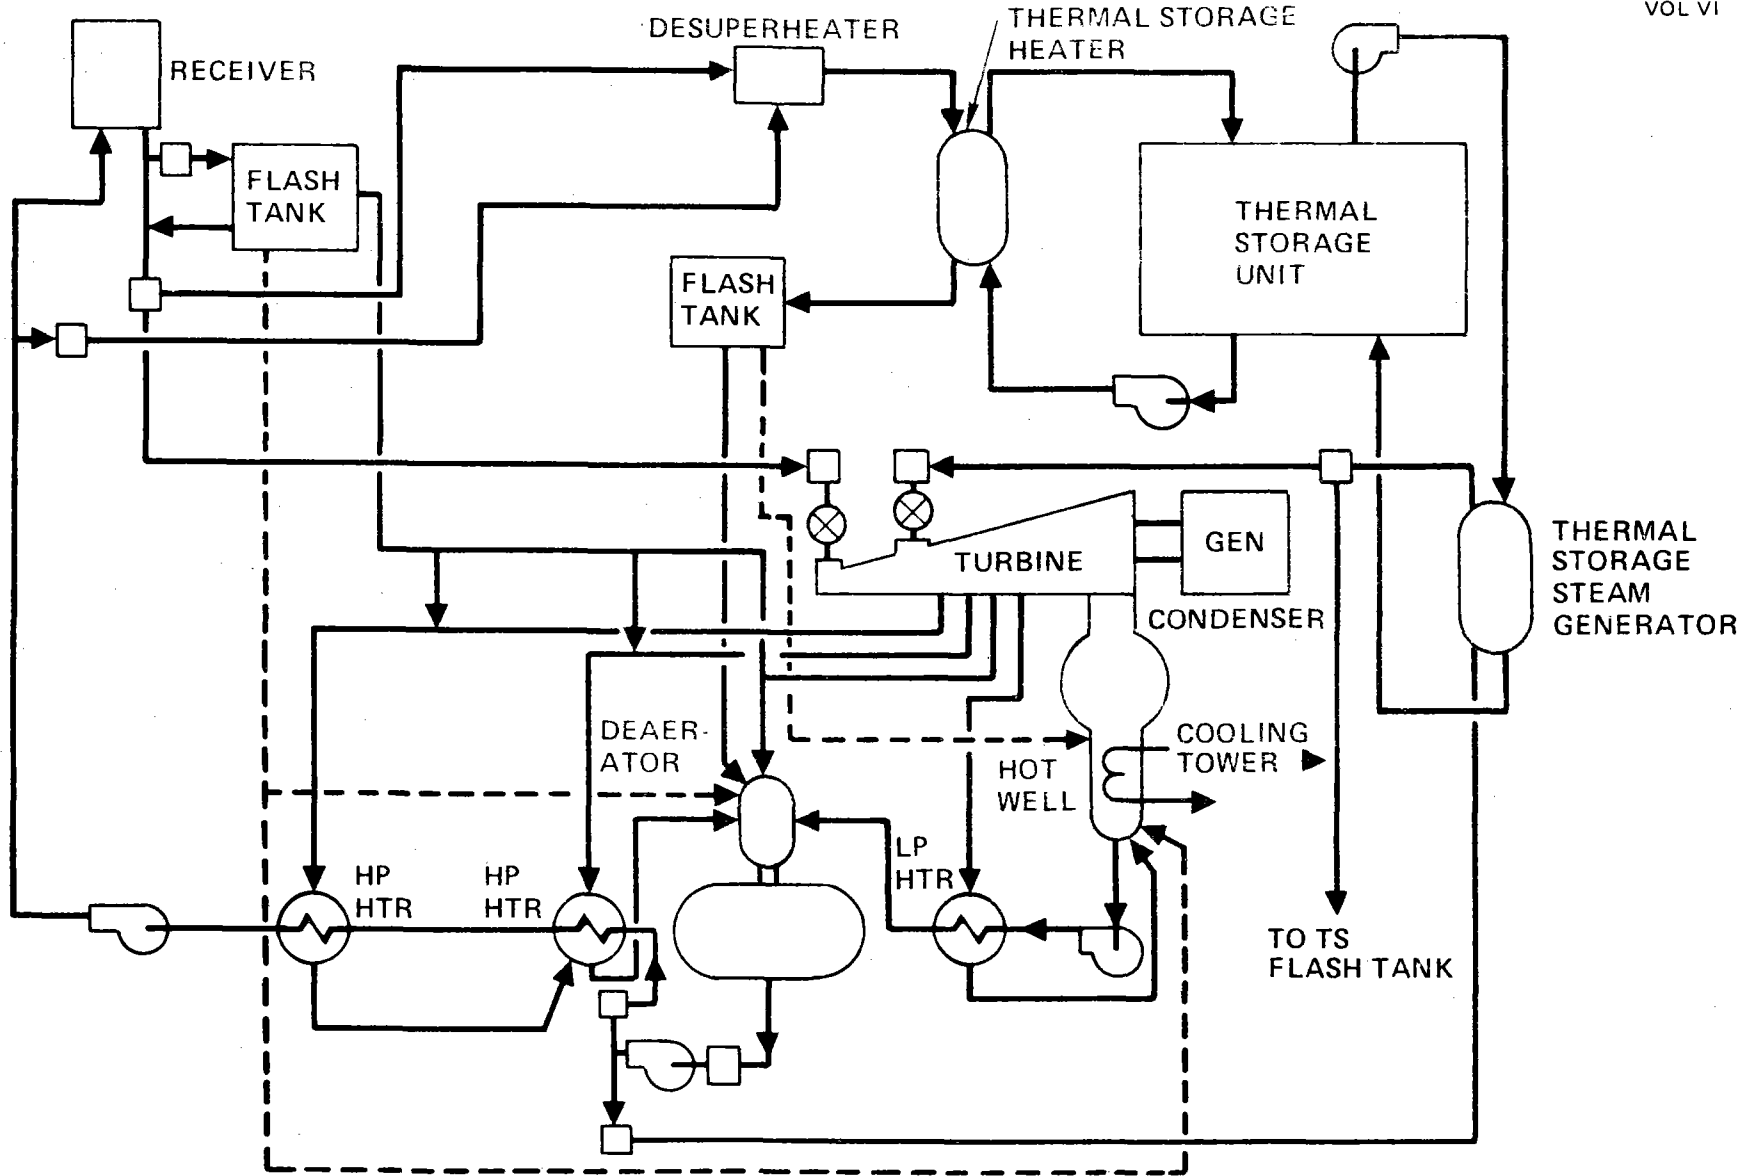 VOL VI
THERMAL STORAGE
HEATER
DESUPERHEATER
RECEIVER
FLASH
TANK
THERMAL
STORAGE
UNIT
FLASH
TANK
TURBINE
GEN
CONDENSER
THERMAL
STORAGE
STEAM
GENERATOR
DEAER-
ATOR
HOT
WELL
COOLING
TOWER
HP
HTR
HP
HTR
LP
HTR
TO TS
FLASH TANK